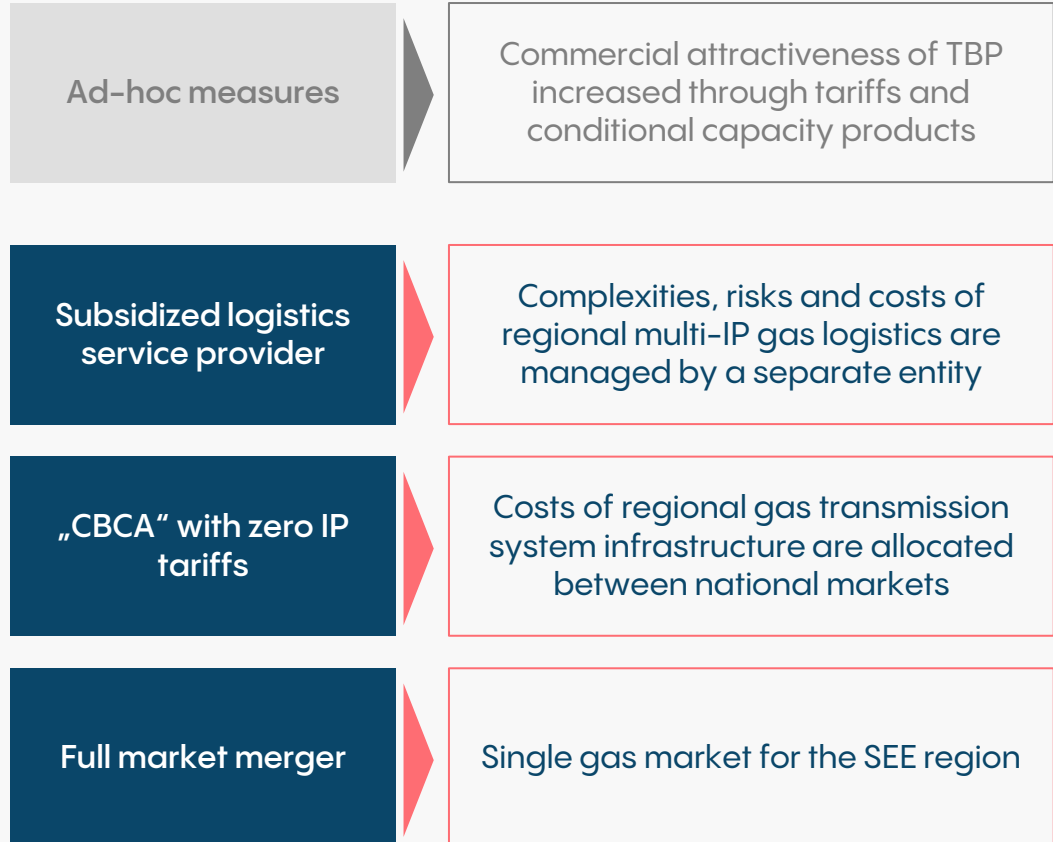 Ad-hoc measures
Commercial attractiveness of TBP
increased through tariffs and
conditional capacity products
Subsidized logistics
service provider
Complexities, risks and costs of
regional multi-IP gas logistics are
managed by a separate entity
„CBCA“ with zero IP
tariffs
Costs of regional gas transmission
system infrastructure are allocated
between national markets
Full market merger
Single gas market for the SEE region